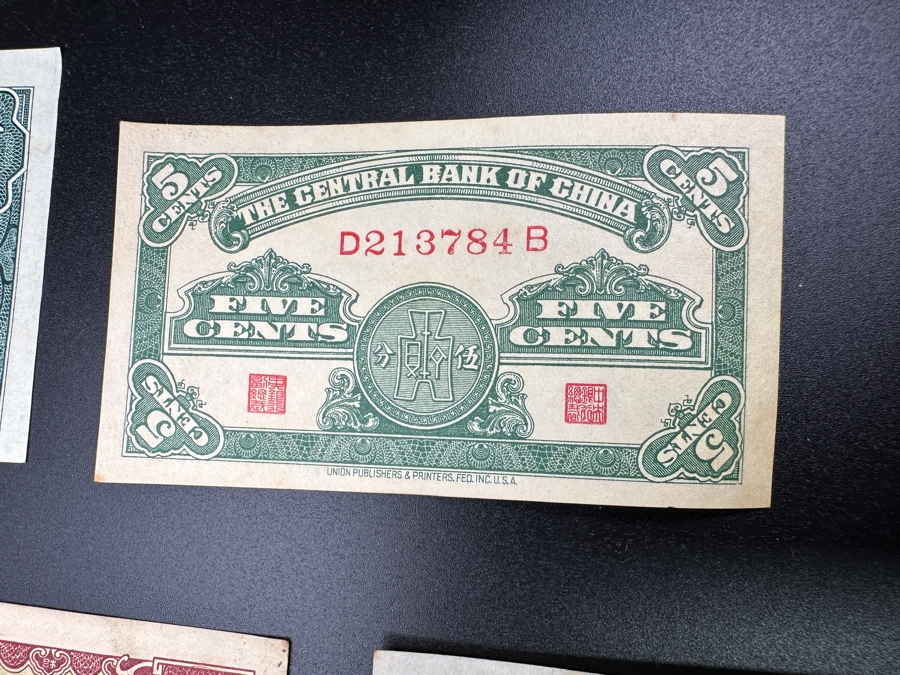 5
CENTS
5
CENTS
THE CENTRAL BANK OF CHINA
D213784B
FIVE
CENTS
FIVE
CENTS
分
伍
5
CENTS
5
CENTS
UNION PUBLISHERS & PRINTERS, FED. INC. U.S.A.